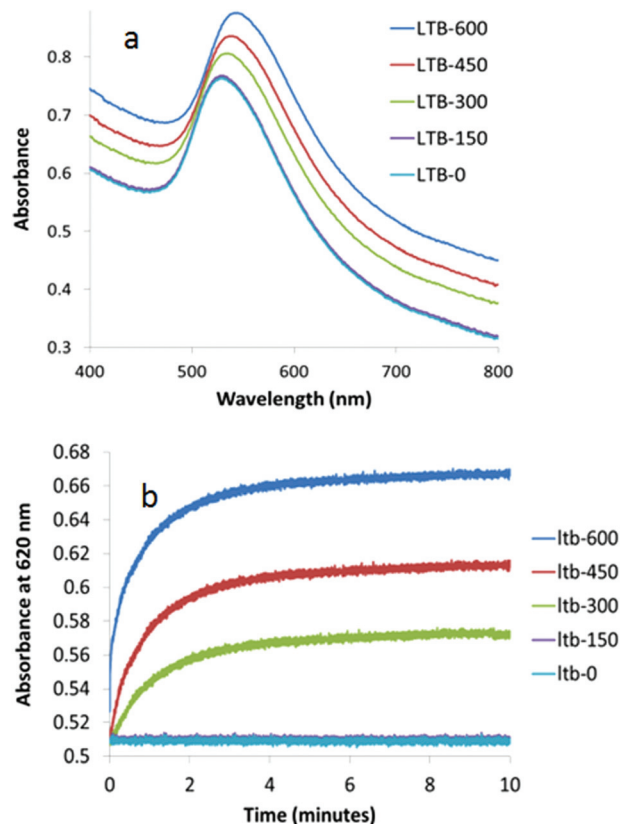 a
LTB-600
LTB-450
LTB-300
LTB-150
LTB-0
Absorbance
0.8
0.7
0.6
0.5
0.4
0.3
400 500 600 700 800
Wavelength (nm)
b
ltb-600
ltb-450
ltb-300
ltb-150
ltb-0
Absorbance at 620 nm
0.68
0.66
0.64
0.62
0.6
0.58
0.56
0.54
0.52
0.5
0 2 4 6 8 10
Time (minutes)